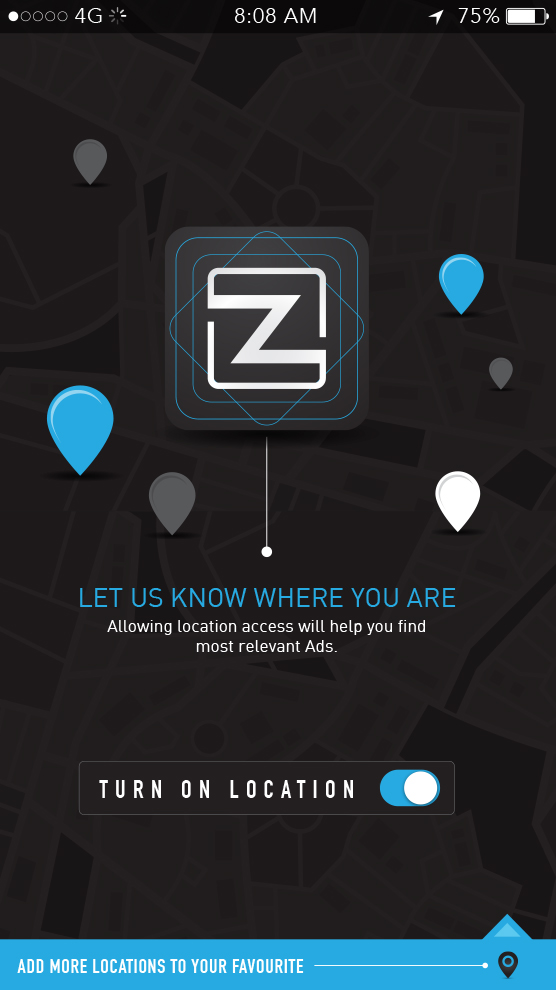 4G 8:08 AM 75%
Z
LET US KNOW WHERE YOU ARE
Allowing location access will help you find
most relevant Ads.
TURN ON LOCATION
ADD MORE LOCATIONS TO YOUR FAVOURITE